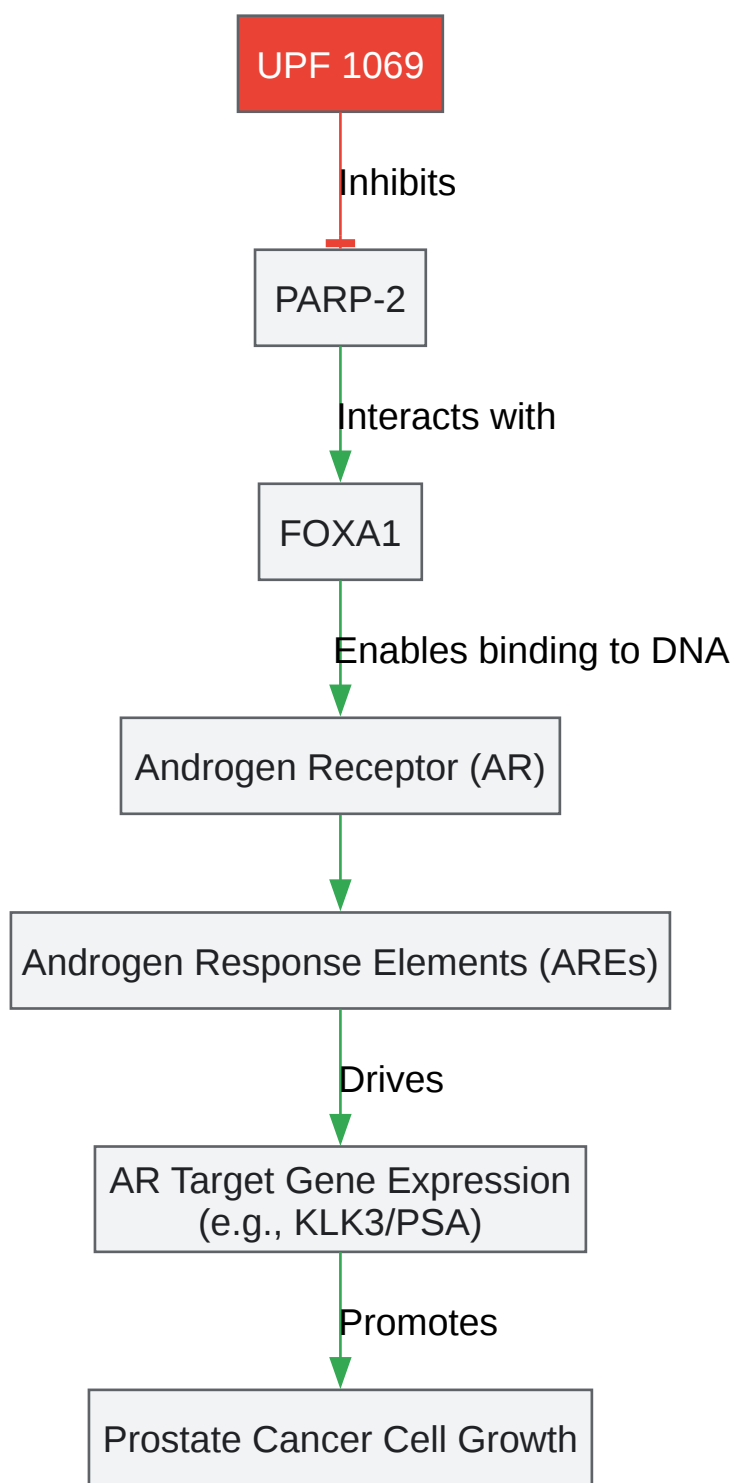 UPF 1069
Inhibits
PARP-2
Interacts with
FOXA1
Enables binding to DNA
Androgen Receptor (AR)
Androgen Response Elements (AREs)
Drives
AR Target Gene Expression
(e.g., KLK3/PSA)
Promotes
Prostate Cancer Cell Growth